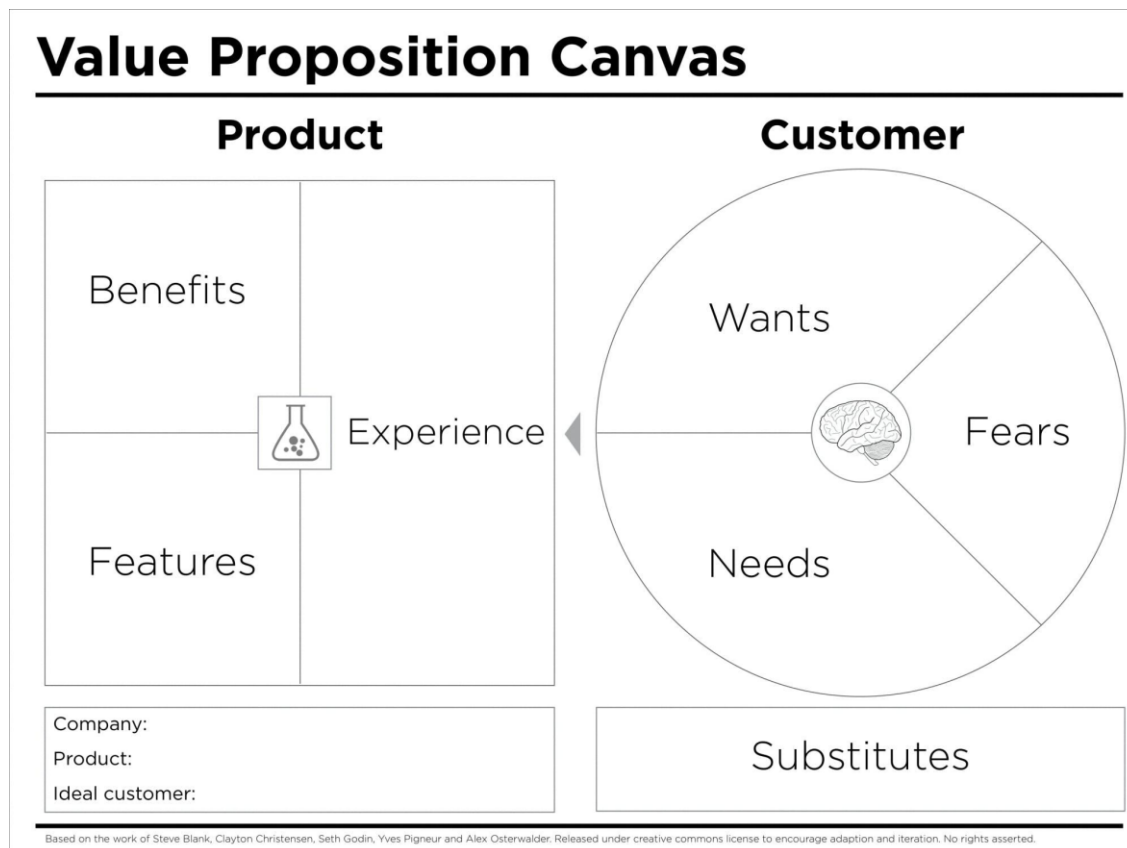 Value Proposition Canvas
Product
Customer
Benefits
Experience
Features
Wants
Fears
Needs
Company:
Product:
Ideal customer:
Substitutes
Based on the work of Steve Blank, Clayton Christensen, Seth Godin, Yves Pigneur and Alex Osterwalder. Released under creative commons license to encourage adaption and iteration. No rights asserted.